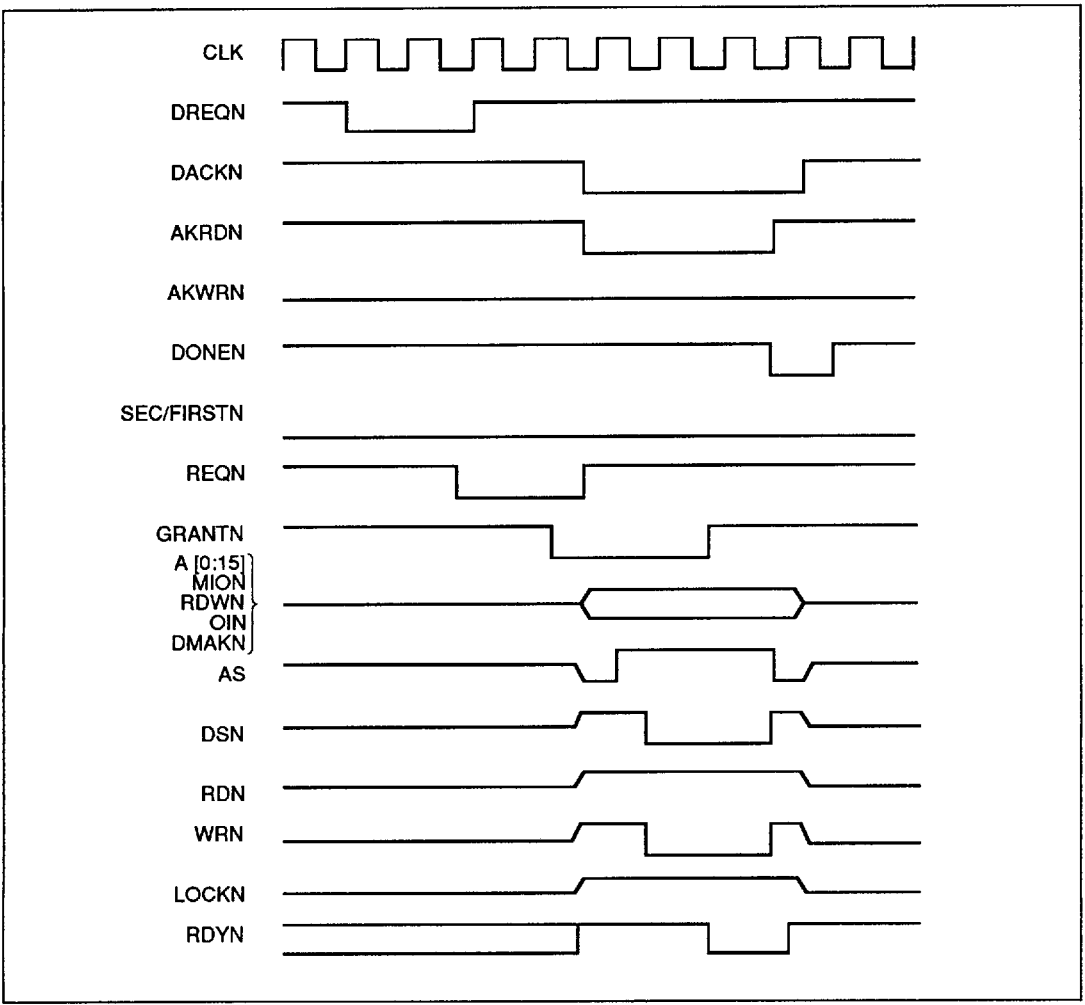 CLK
DREQN
DACKN
AKRDN
AKWRN
DONEN
SEC/FIRSTN
REQN
GRANTN
A [0:15]
MION
RDWN
OIN
DMAKN
AS
DSN
RDN
WRN
LOCKN
RDYN